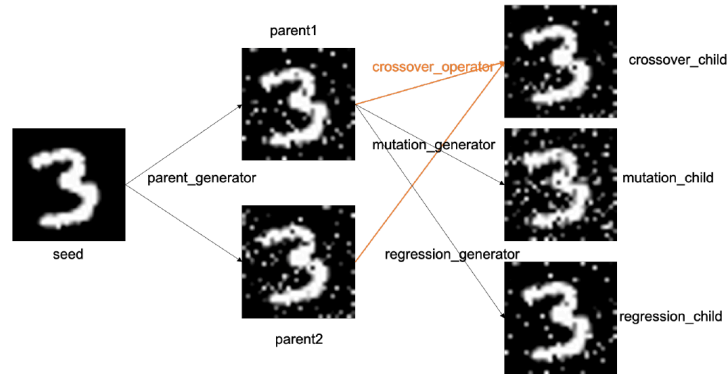 parent1
crossover_operator
crossover_child
mutation_generator
parent_generator
mutation_child
seed
regression_generator
regression_child
parent2